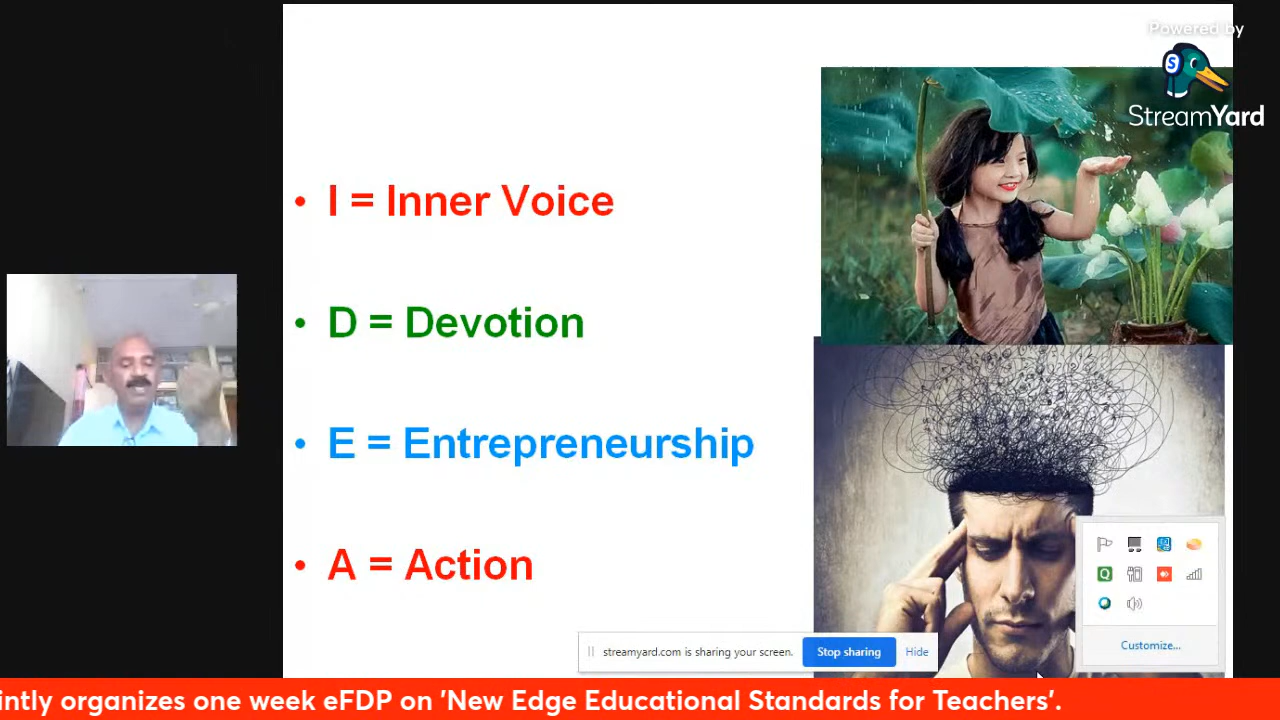 Powered by
StreamYard
• I = Inner Voice
• D = Devotion
• E = Entrepreneurship
• A = Action
Customize...
streamyard.com is sharing your screen. Stop sharing Hide
intly organizes one week eFDP on 'New Edge Educational Standards for Teachers'.